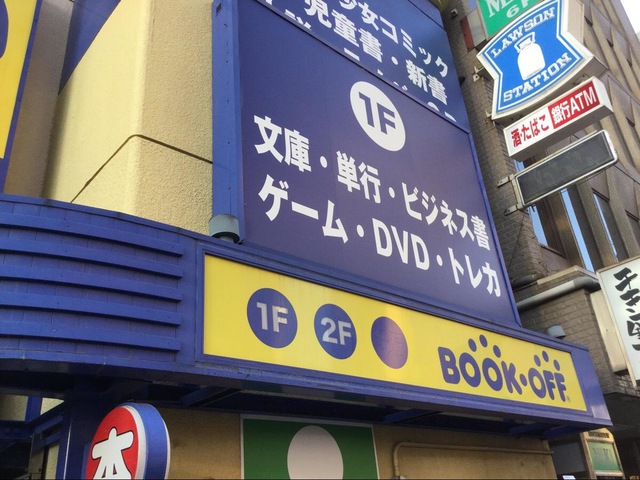 少女コミック
児童書・新書
1F
文庫・単行・ビジネス書
ゲーム・DVD・トレカ
1F
2F
BOOK・OFF
本
LAWSON
STATION
酒・たばこ 銀行ATM
6F